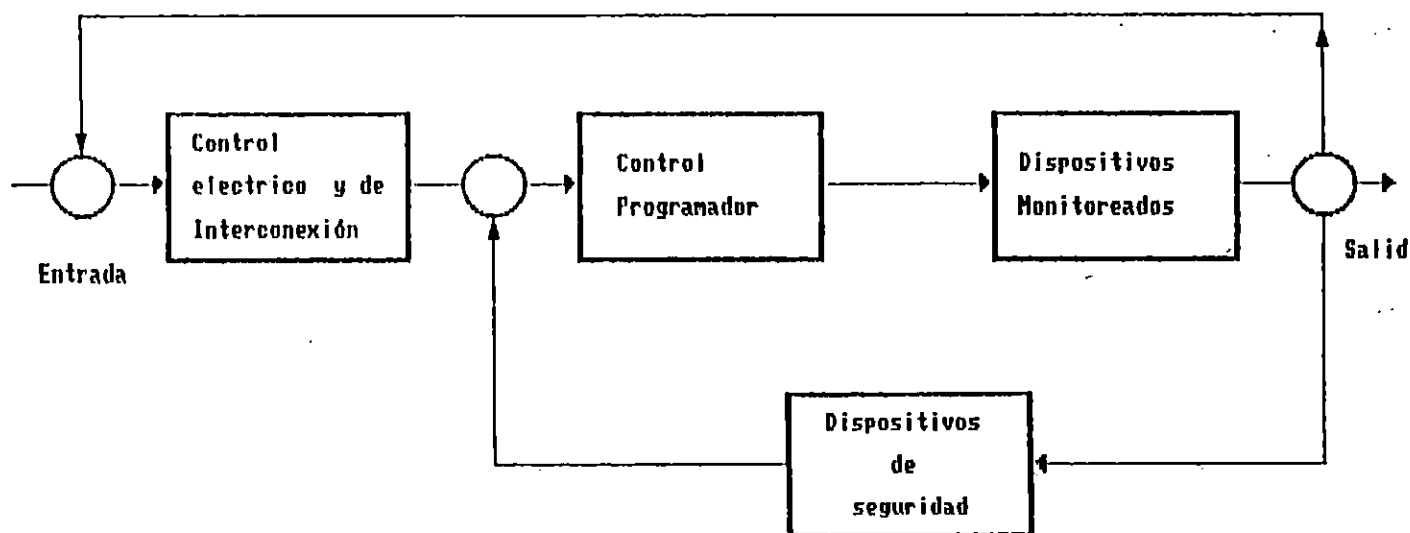 Control
electrico y de
Interconexión
Control
Programador
Dispositivos
Monitoreados
Entrada
Salid
Dispositivos
de
seguridad